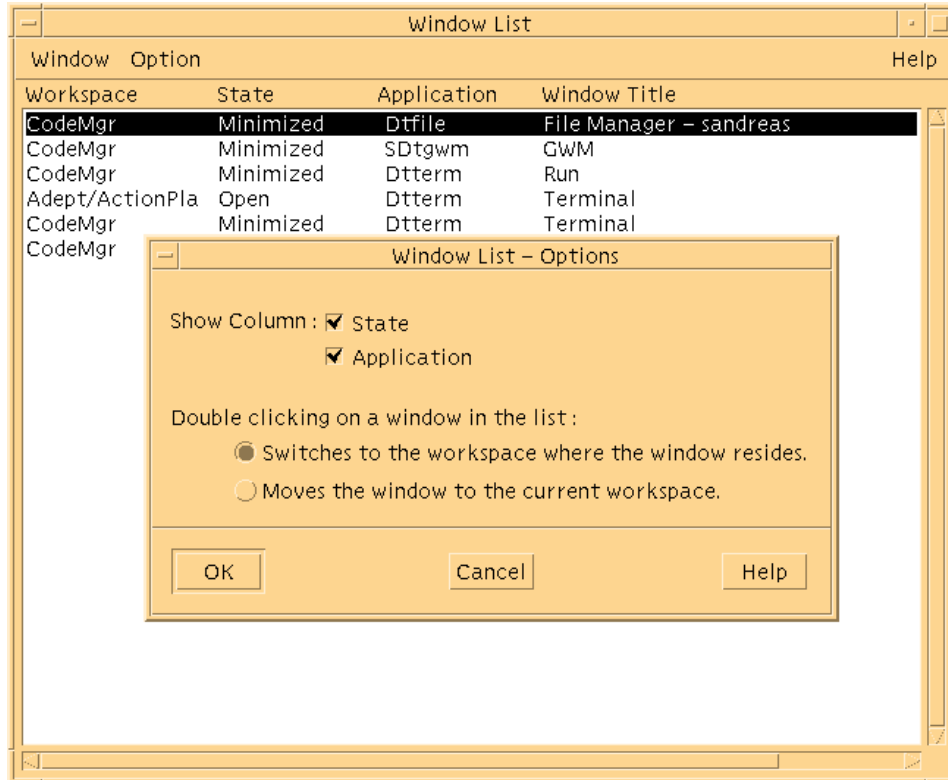 Window List
Window Option Help
Workspace State Application Window Title
CodeMgr Minimized Dtfile File Manager – sandreas
CodeMgr Minimized SDtgwm GWM
CodeMgr Minimized Dtterm Run
Adept/ActionPla Open Dtterm Terminal
CodeMgr Minimized Dtterm Terminal
CodeMgr
Window List – Options
Show Column : State
Application
Double clicking on a window in the list :
Switches to the workspace where the window resides.
Moves the window to the current workspace.
OK Cancel Help